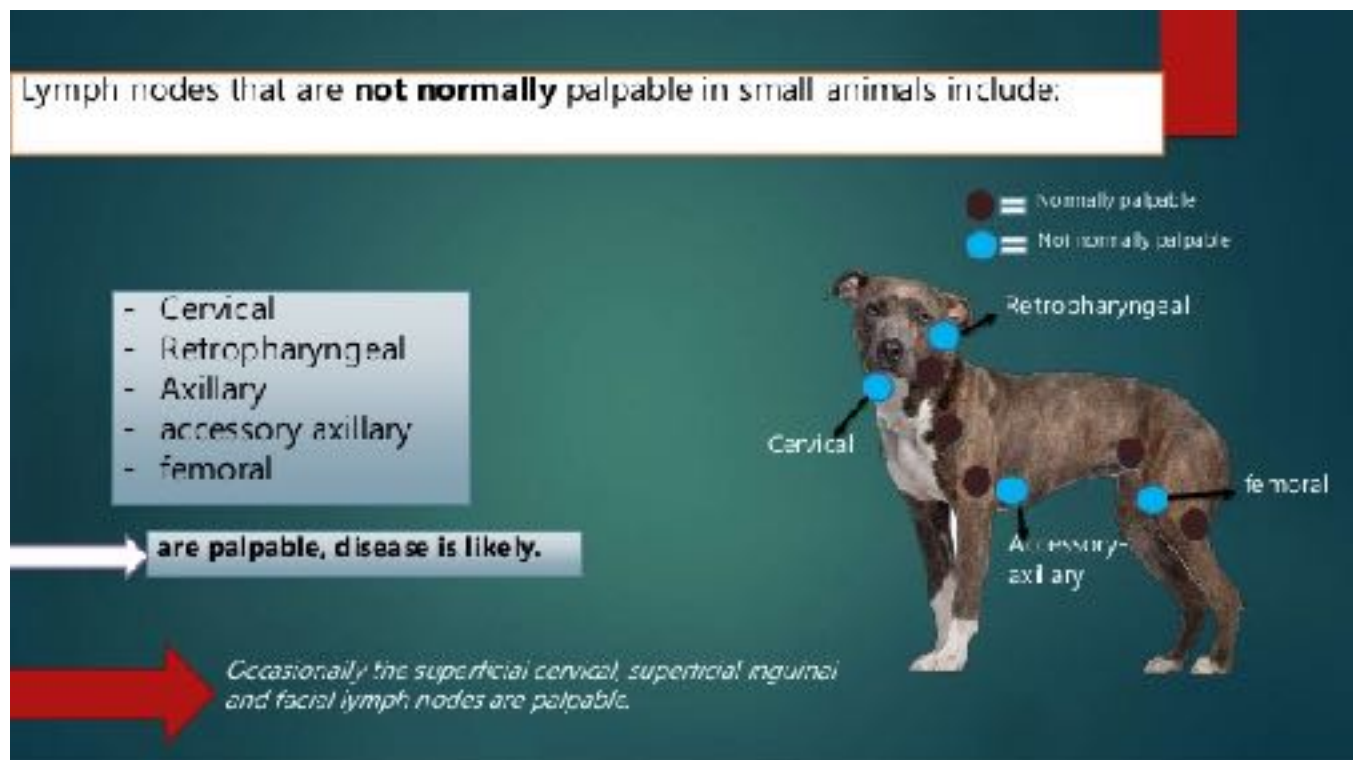 Lymph nodes that are not normally palpable in small animals include:
= Normally palpable
= Not normally palpable
- Cervical
- Retropharyngeal
- Axillary
- accessory axillary
- femoral
Retropharyngeal
Cervical
femoral
Accessory-
axillary
are palpable, disease is likely.
Occasionally the superficial cervical, superficial inguinal
and facial lymph nodes are palpable.